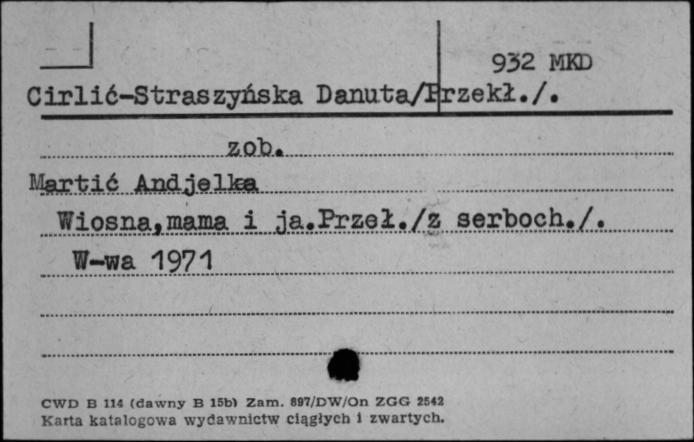 932 MKD
Cirlić-Straszyńska Danuta/Przekł./.
zob.
Martić Andjelka
Wiosna,mama i ja.Przeł./z serboch./.
W-wa 1971
CWD B 114 (dawny B 15b) Zam. 897/DW/On ZGG 2542
Karta katalogowa wydawnictw ciągłych i zwartych.